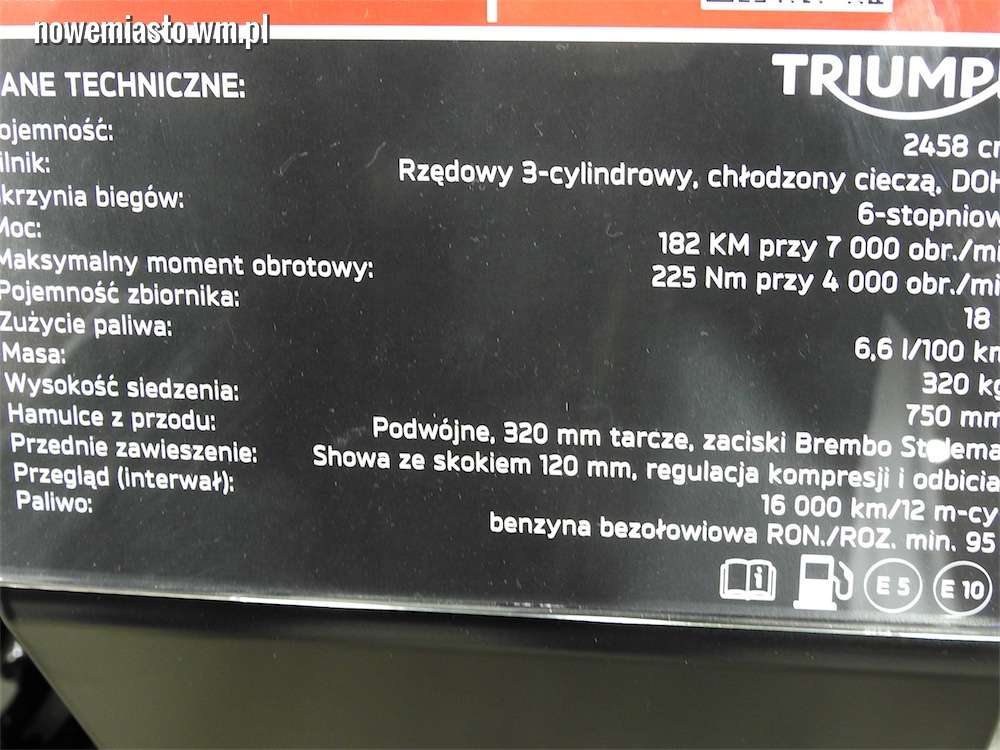 nowemiasto.wm.pl
TRIUMP
ANE TECHNICZNE:
ojemność: 2458 c
ilnik: Rzędowy 3-cylindrowy, chłodzony cieczą, DOH
krzynia biegów: 6-stopniow
Moc: 182 KM przy 7 000 obr./mi
Maksymalny moment obrotowy: 225 Nm przy 4 000 obr./mi
Pojemność zbiornika: 18
Zużycie paliwa: 6,6 l/100 km
Masa: 320 kg
Wysokość siedzenia: 750 mm
Hamulce z przodu: Podwójne, 320 mm tarcze, zaciski Brembo
Przednie zawieszenie: Showa ze skokiem 120 mm, regulacja kompresji i odbicia
Przegląd (interwał): 16 000 km/12 m-cy
Paliwo: benzyna bezołowiowa RON./ROZ. min. 95
E 5 E 10